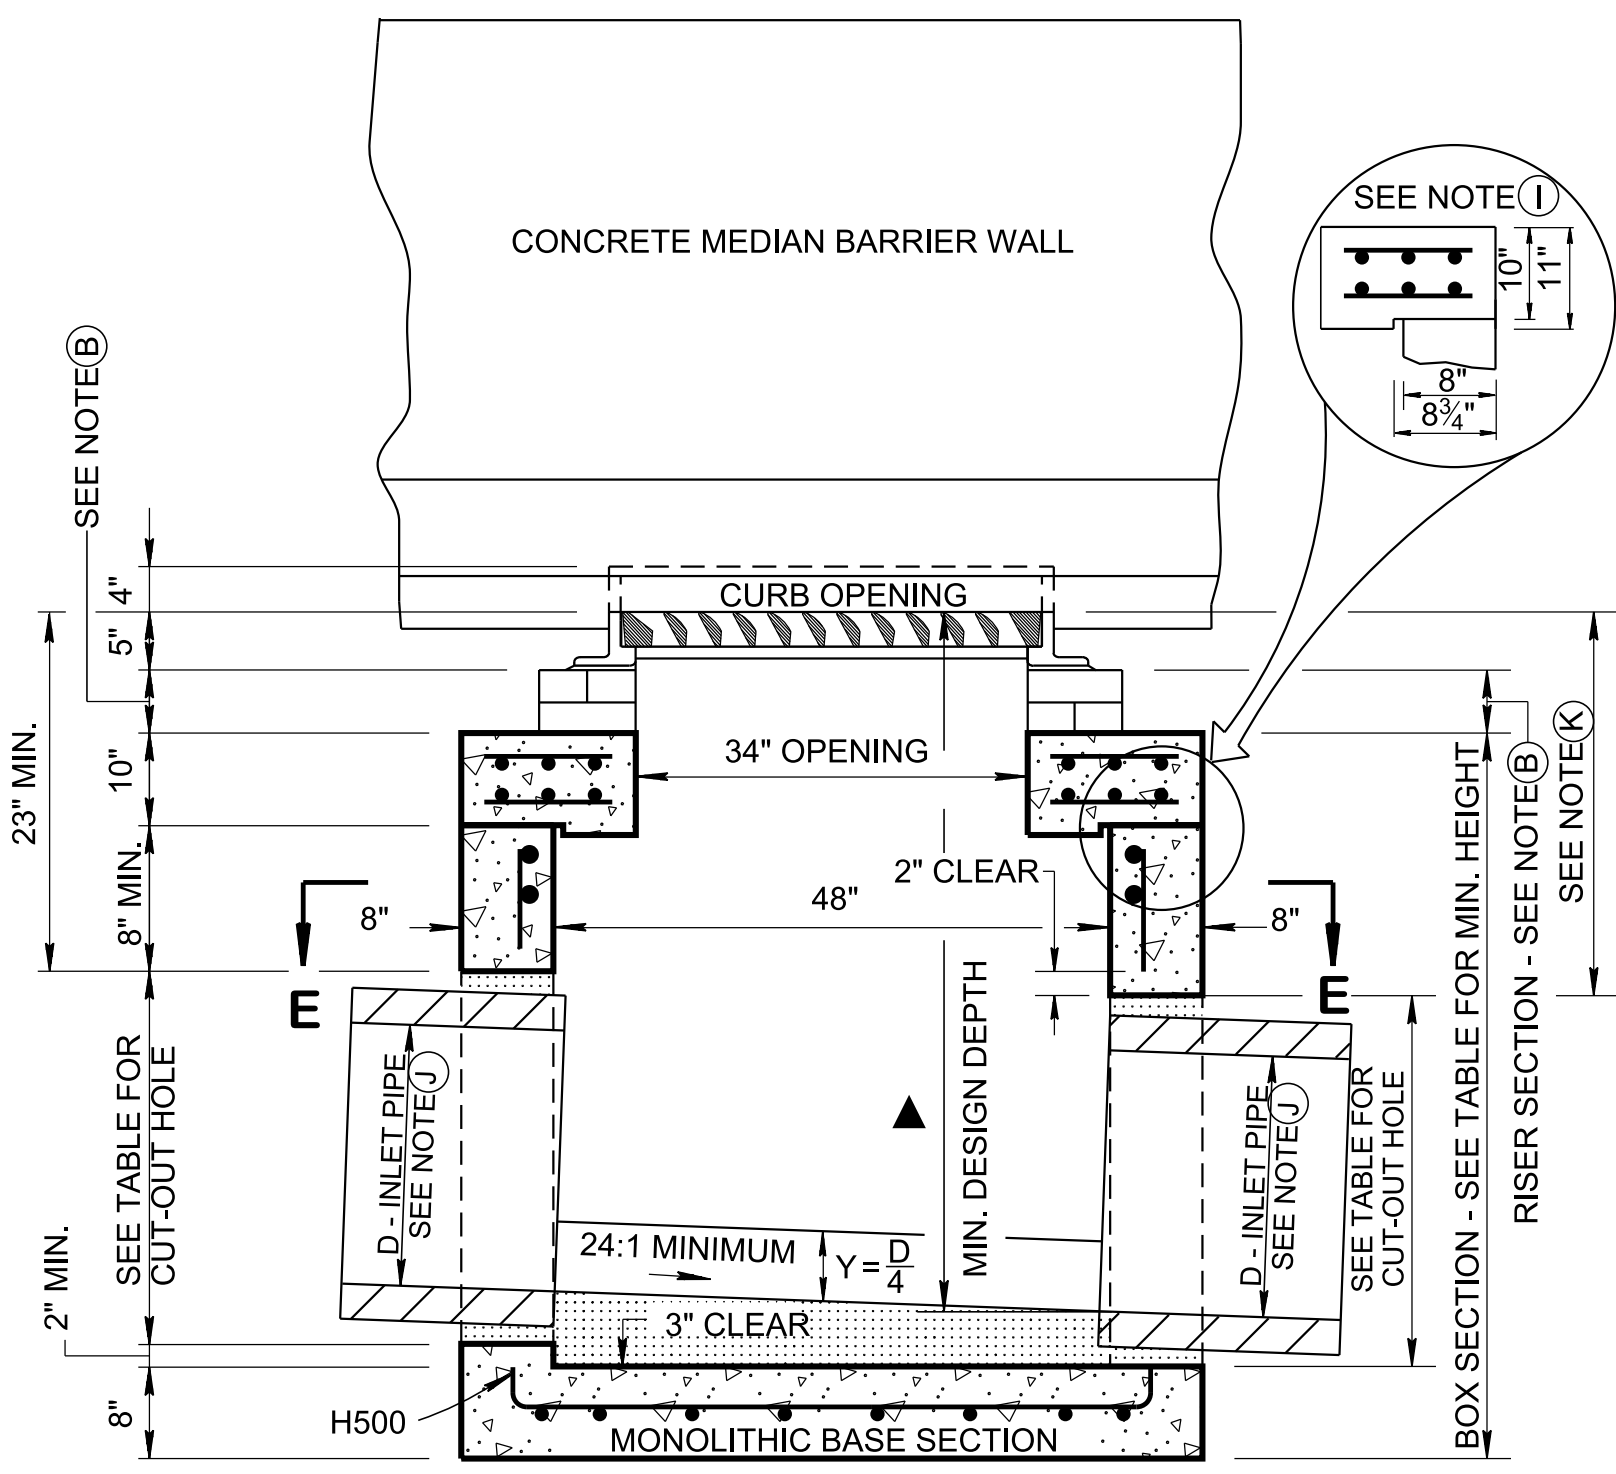 CONCRETE MEDIAN BARRIER WALL
SEE NOTE I
10"
11"
8"
8¾"
SEE NOTE B
4"
5"
23" MIN.
10"
8" MIN.
CURB OPENING
34" OPENING
2" CLEAR
8"
48"
8"
E
E
SEE TABLE FOR
CUT-OUT HOLE
D - INLET PIPE
SEE NOTE J
MIN. DESIGN DEPTH
24:1 MINIMUM
Y = D/4
3" CLEAR
D - INLET PIPE
SEE NOTE J
SEE TABLE FOR
CUT-OUT HOLE
BOX SECTION - SEE TABLE FOR MIN. HEIGHT
RISER SECTION - SEE NOTE B
SEE NOTE K
2" MIN.
8"
H500
MONOLITHIC BASE SECTION